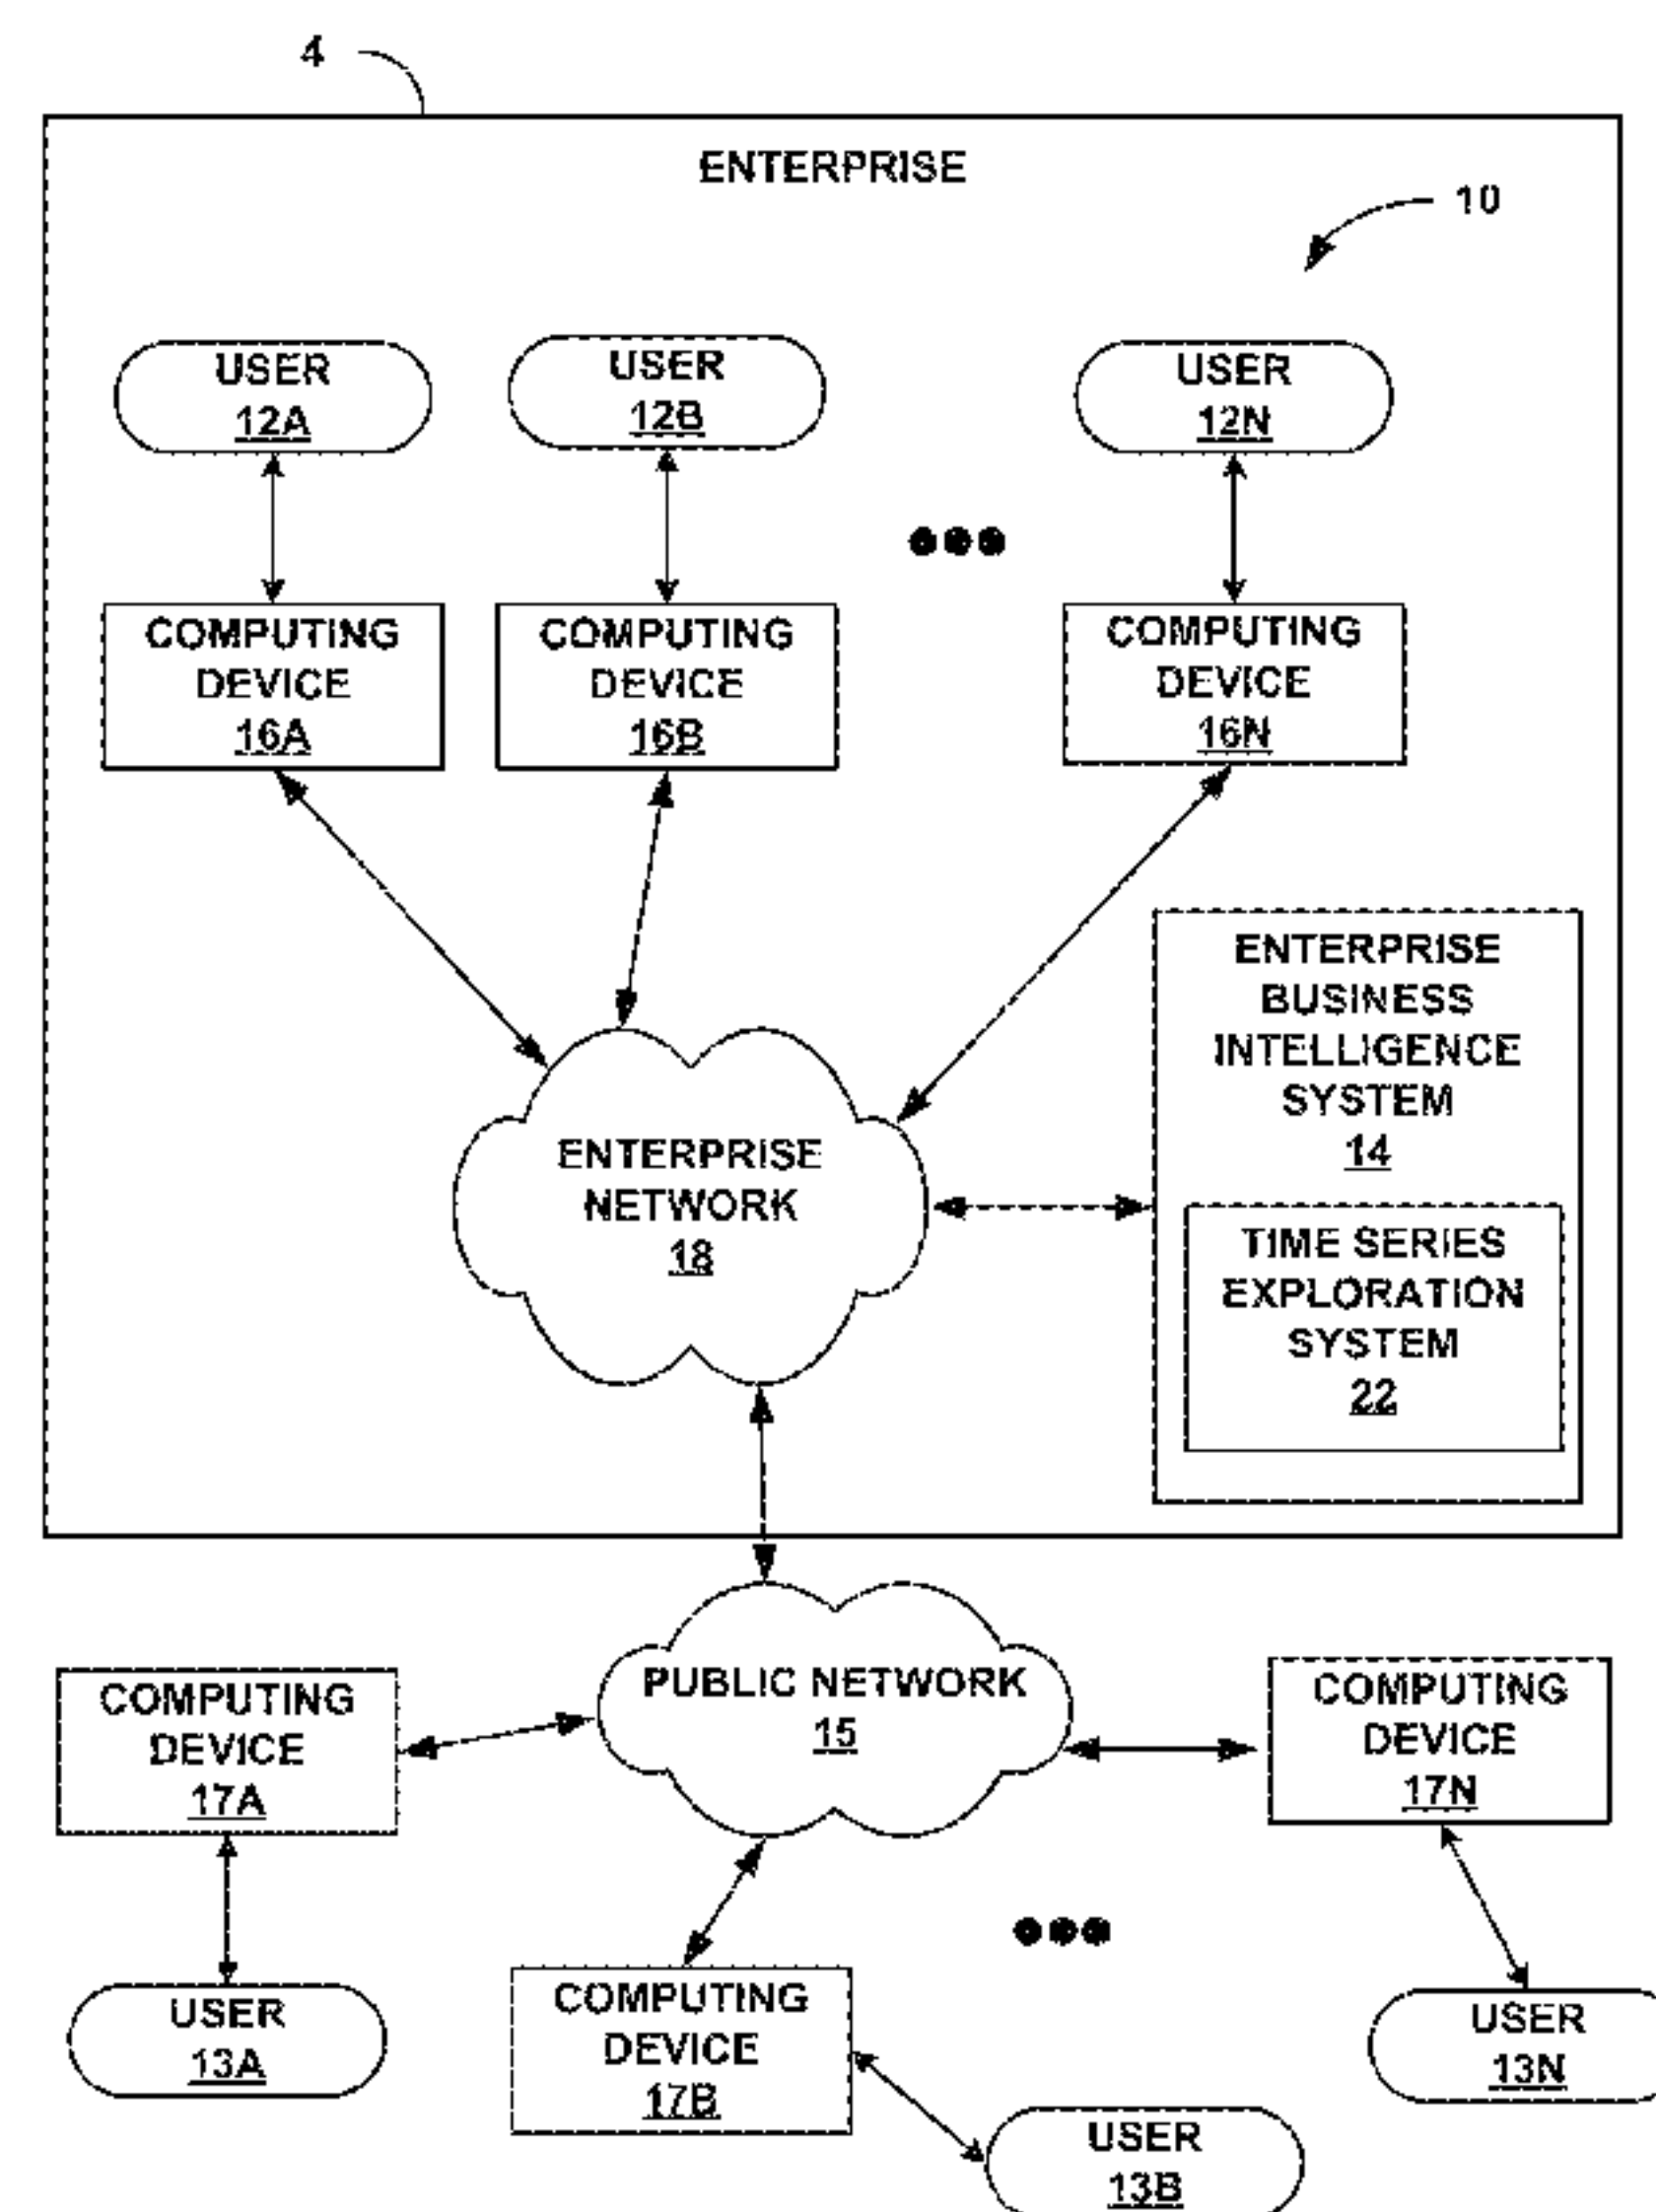 4
ENTERPRISE
10
USER
12A
USER
12B
USER
12N
COMPUTING
DEVICE
16A
COMPUTING
DEVICE
16B
COMPUTING
DEVICE
16N
ENTERPRISE
BUSINESS
INTELLIGENCE
SYSTEM
14
ENTERPRISE
NETWORK
18
TIME SERIES
EXPLORATION
SYSTEM
22
PUBLIC NETWORK
15
COMPUTING
DEVICE
17A
COMPUTING
DEVICE
17N
USER
13A
COMPUTING
DEVICE
17B
USER
13N
USER
13B